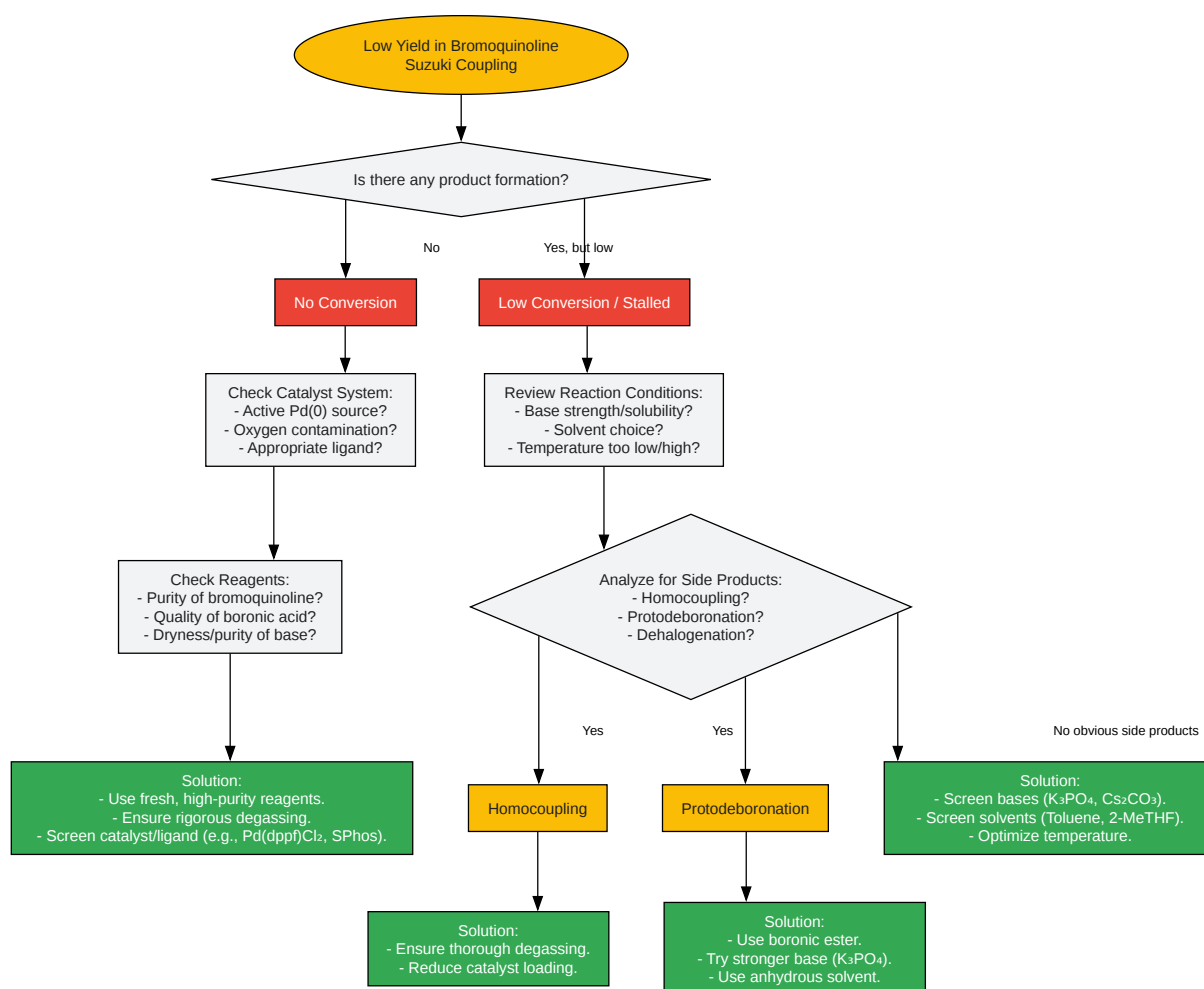 Low Yield in Bromoquinoline
Suzuki Coupling
Is there any product formation?
No
Yes, but low
No Conversion
Low Conversion / Stalled
Check Catalyst System:
- Active Pd(0) source?
- Oxygen contamination?
- Appropriate ligand?
Review Reaction Conditions:
- Base strength/solubility?
- Solvent choice?
- Temperature too low/high?
Check Reagents:
- Purity of bromoquinoline?
- Quality of boronic acid?
- Dryness/purity of base?
Analyze for Side Products:
- Homocoupling?
- Protodeboronation?
- Dehalogenation?
Yes
Yes
No obvious side products
Solution:
- Use fresh, high-purity reagents.
- Ensure rigorous degassing.
- Screen catalyst/ligand (e.g., Pd(dppf)Cl₂, SPhos).
Homocoupling
Protodeboronation
Solution:
- Screen bases (K₃PO₄, Cs₂CO₃).
- Screen solvents (Toluene, 2-MeTHF).
- Optimize temperature.
Solution:
- Ensure thorough degassing.
- Reduce catalyst loading.
Solution:
- Use boronic ester.
- Try stronger base (K₃PO₄).
- Use anhydrous solvent.